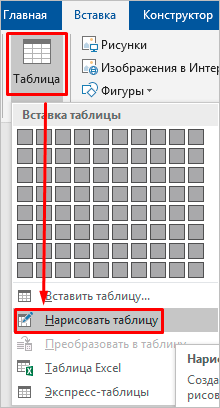 Главная Вставка Конструктор
Рисунки
Изображения в Интер
Фигуры
Таблица
Вставка таблицы
Вставить таблицу...
Нарисовать таблицу
Преобразовать в таблицу
Таблица Excel
Экспресс-таблицы
Нарис
Созда
рисов